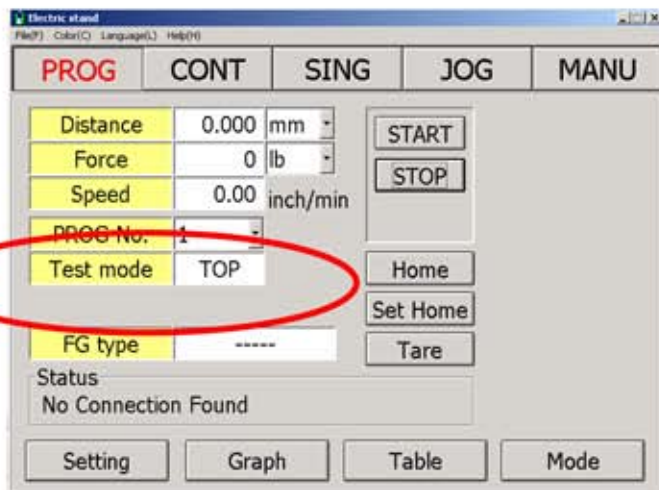 Electric stand
File(F) Color(C) Language(L) Help(H)
PROG CONT SING JOG MANU
Distance 0.000 mm
START
Force 0 lb
STOP
Speed 0.00 inch/min
PROG No. 1
Test mode TOP
Home
Set Home
FG type -----
Tare
Status
No Connection Found
Setting Graph Table Mode